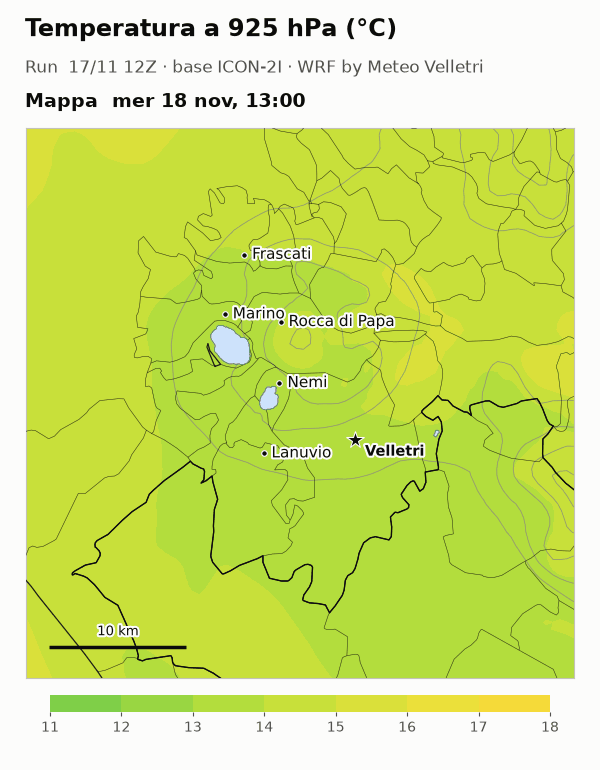 Temperatura a 925 hPa (°C)
Run  17/11 12Z · base ICON-2I · WRF by Meteo Velletri
Mappa  mer 18 nov, 13:00
Frascati
Marino
Rocca di Papa
Nemi
Lanuvio
Velletri
10 km
11 12 13 14 15 16 17 18